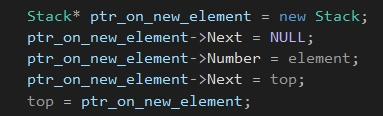 Stack* ptr_on_new_element = new Stack;
ptr_on_new_element->Next = NULL;
ptr_on_new_element->Number = element;
ptr_on_new_element->Next = top;
top = ptr_on_new_element;